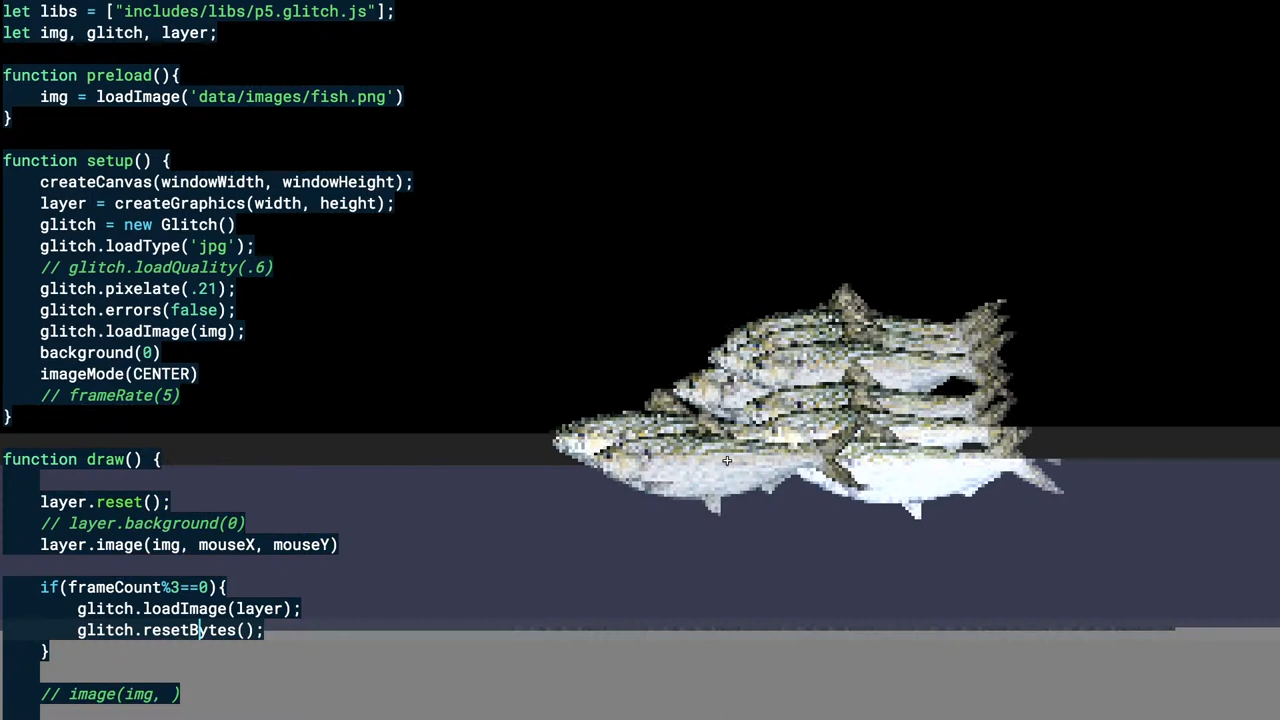 let libs = ["includes/libs/p5.glitch.js"];
let img, glitch, layer;
function preload(){
img = loadImage('data/images/fish.png')
}
function setup() {
createCanvas(windowWidth, windowHeight);
layer = createGraphics(width, height);
glitch = new Glitch()
glitch.loadType('jpg');
// glitch.loadQuality(.6)
glitch.pixelate(.21);
glitch.errors(false);
glitch.loadImage(img);
background(0)
imageMode(CENTER)
// frameRate(5)
}
function draw() {
layer.reset();
// layer.background(0)
layer.image(img, mouseX, mouseY)
if(frameCount%3==0){
glitch.loadImage(layer);
glitch.resetBytes();
}
// image(img, )